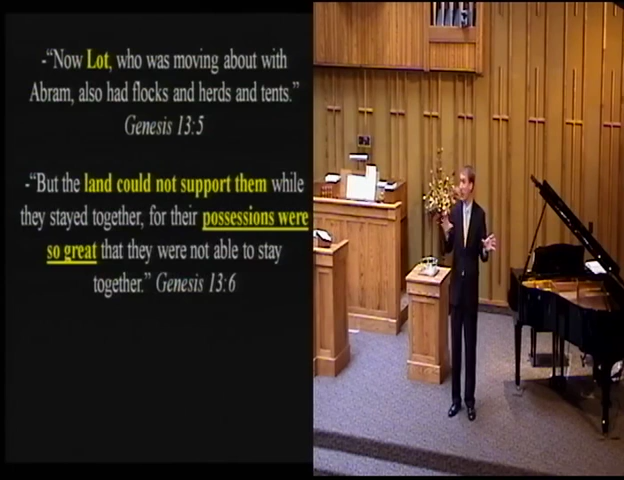 -“Now Lot, who was moving about with
Abram, also had flocks and herds and tents.”
Genesis 13:5
-“But the land could not support them while
they stayed together, for their possessions were
so great that they were not able to stay
together.” Genesis 13:6